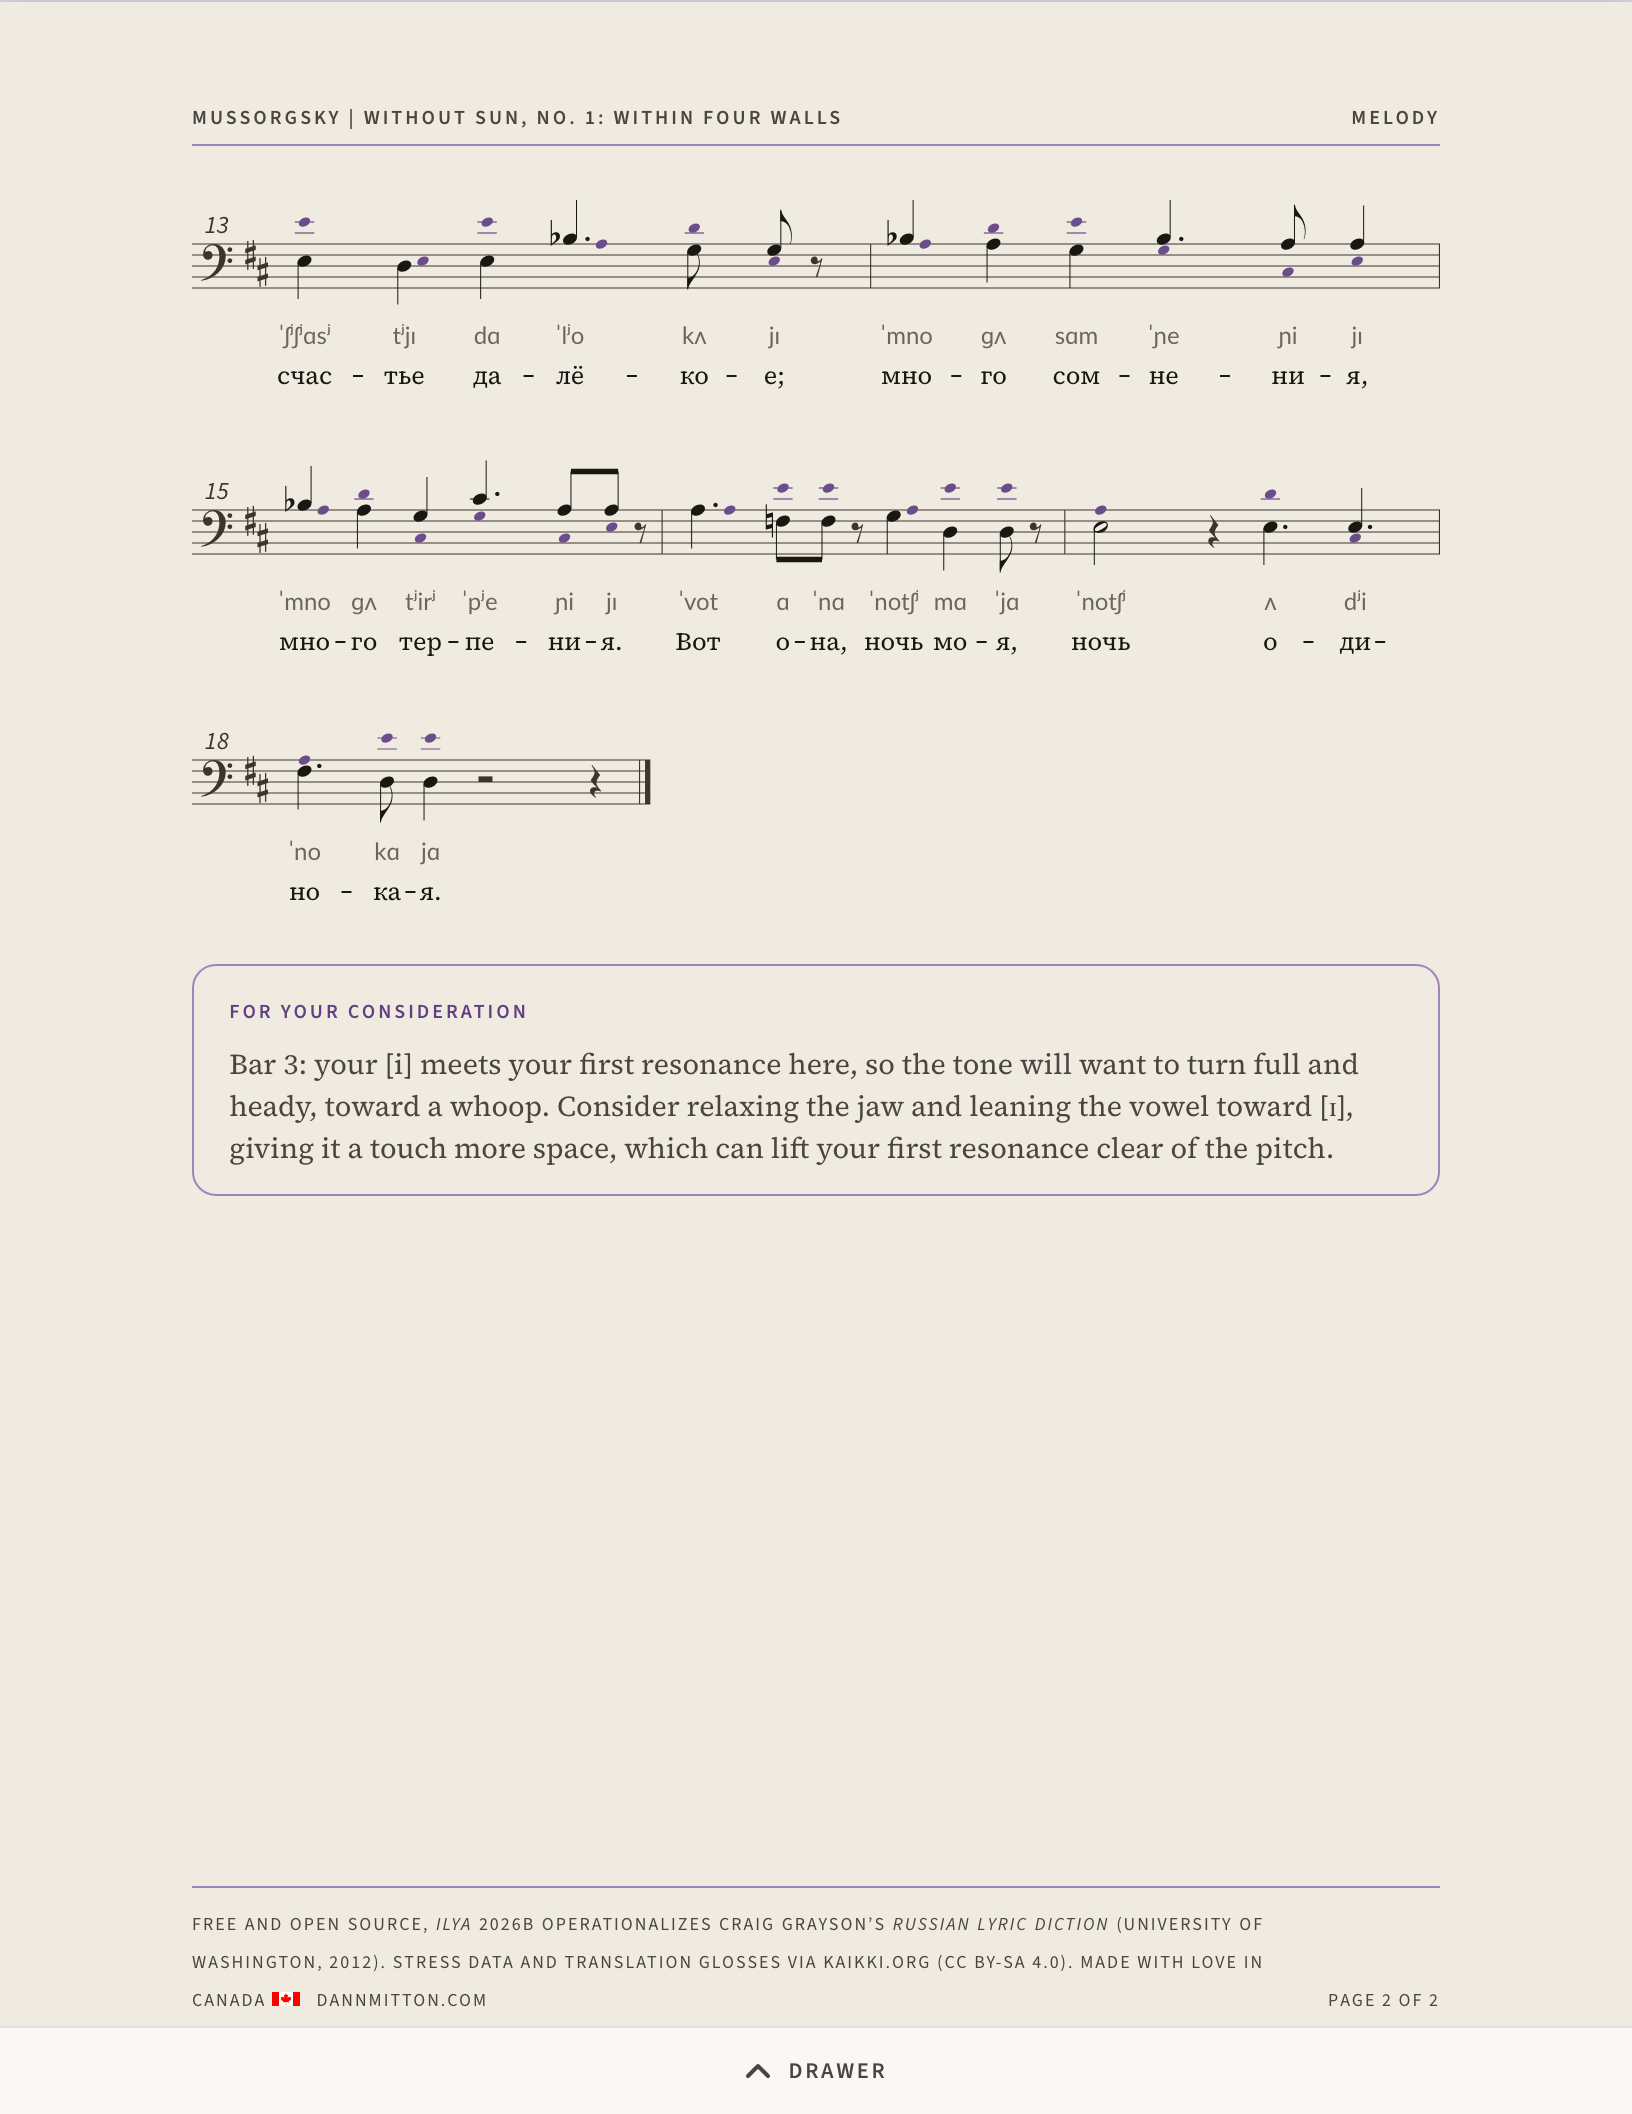 MUSSORGSKY | WITHOUT SUN, NO. 1: WITHIN FOUR WALLS MELODY
13
ˈʃʲʃʲasʲ tʲjɪ da ˈlʲo kʌ jɪ ˈmno gʌ sam ˈɲe ɲi jɪ
счас – тье да – лё – ко – е; мно – го сом – не – ни – я,
15
ˈmno gʌ tʲirʲ ˈpʲe ɲi jɪ ˈvot a ˈna ˈnotʃʲ ma ˈja ˈnotʃʲ ʌ dʲi
мно – го тер – пе – ни – я. Вот о – на, ночь мо – я, ночь о – ди –
18
ˈno ka ja
но – ка – я.
FOR YOUR CONSIDERATION
Bar 3: your [i] meets your first resonance here, so the tone will want to turn full and
heady, toward a whoop. Consider relaxing the jaw and leaning the vowel toward [ɪ],
giving it a touch more space, which can lift your first resonance clear of the pitch.
FREE AND OPEN SOURCE, ILYA 2026B OPERATIONALIZES CRAIG GRAYSON’S RUSSIAN LYRIC DICTION (UNIVERSITY OF
WASHINGTON, 2012). STRESS DATA AND TRANSLATION GLOSSES VIA KAIKKI.ORG (CC BY-SA 4.0). MADE WITH LOVE IN
CANADA 🇨🇦 DANNMITTON.COM PAGE 2 OF 2
DRAWER